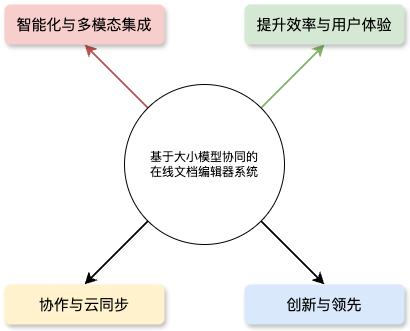 智能化与多模态集成
提升效率与用户体验
基于大小模型协同的
在线文档编辑器系统
协作与云同步
创新与领先